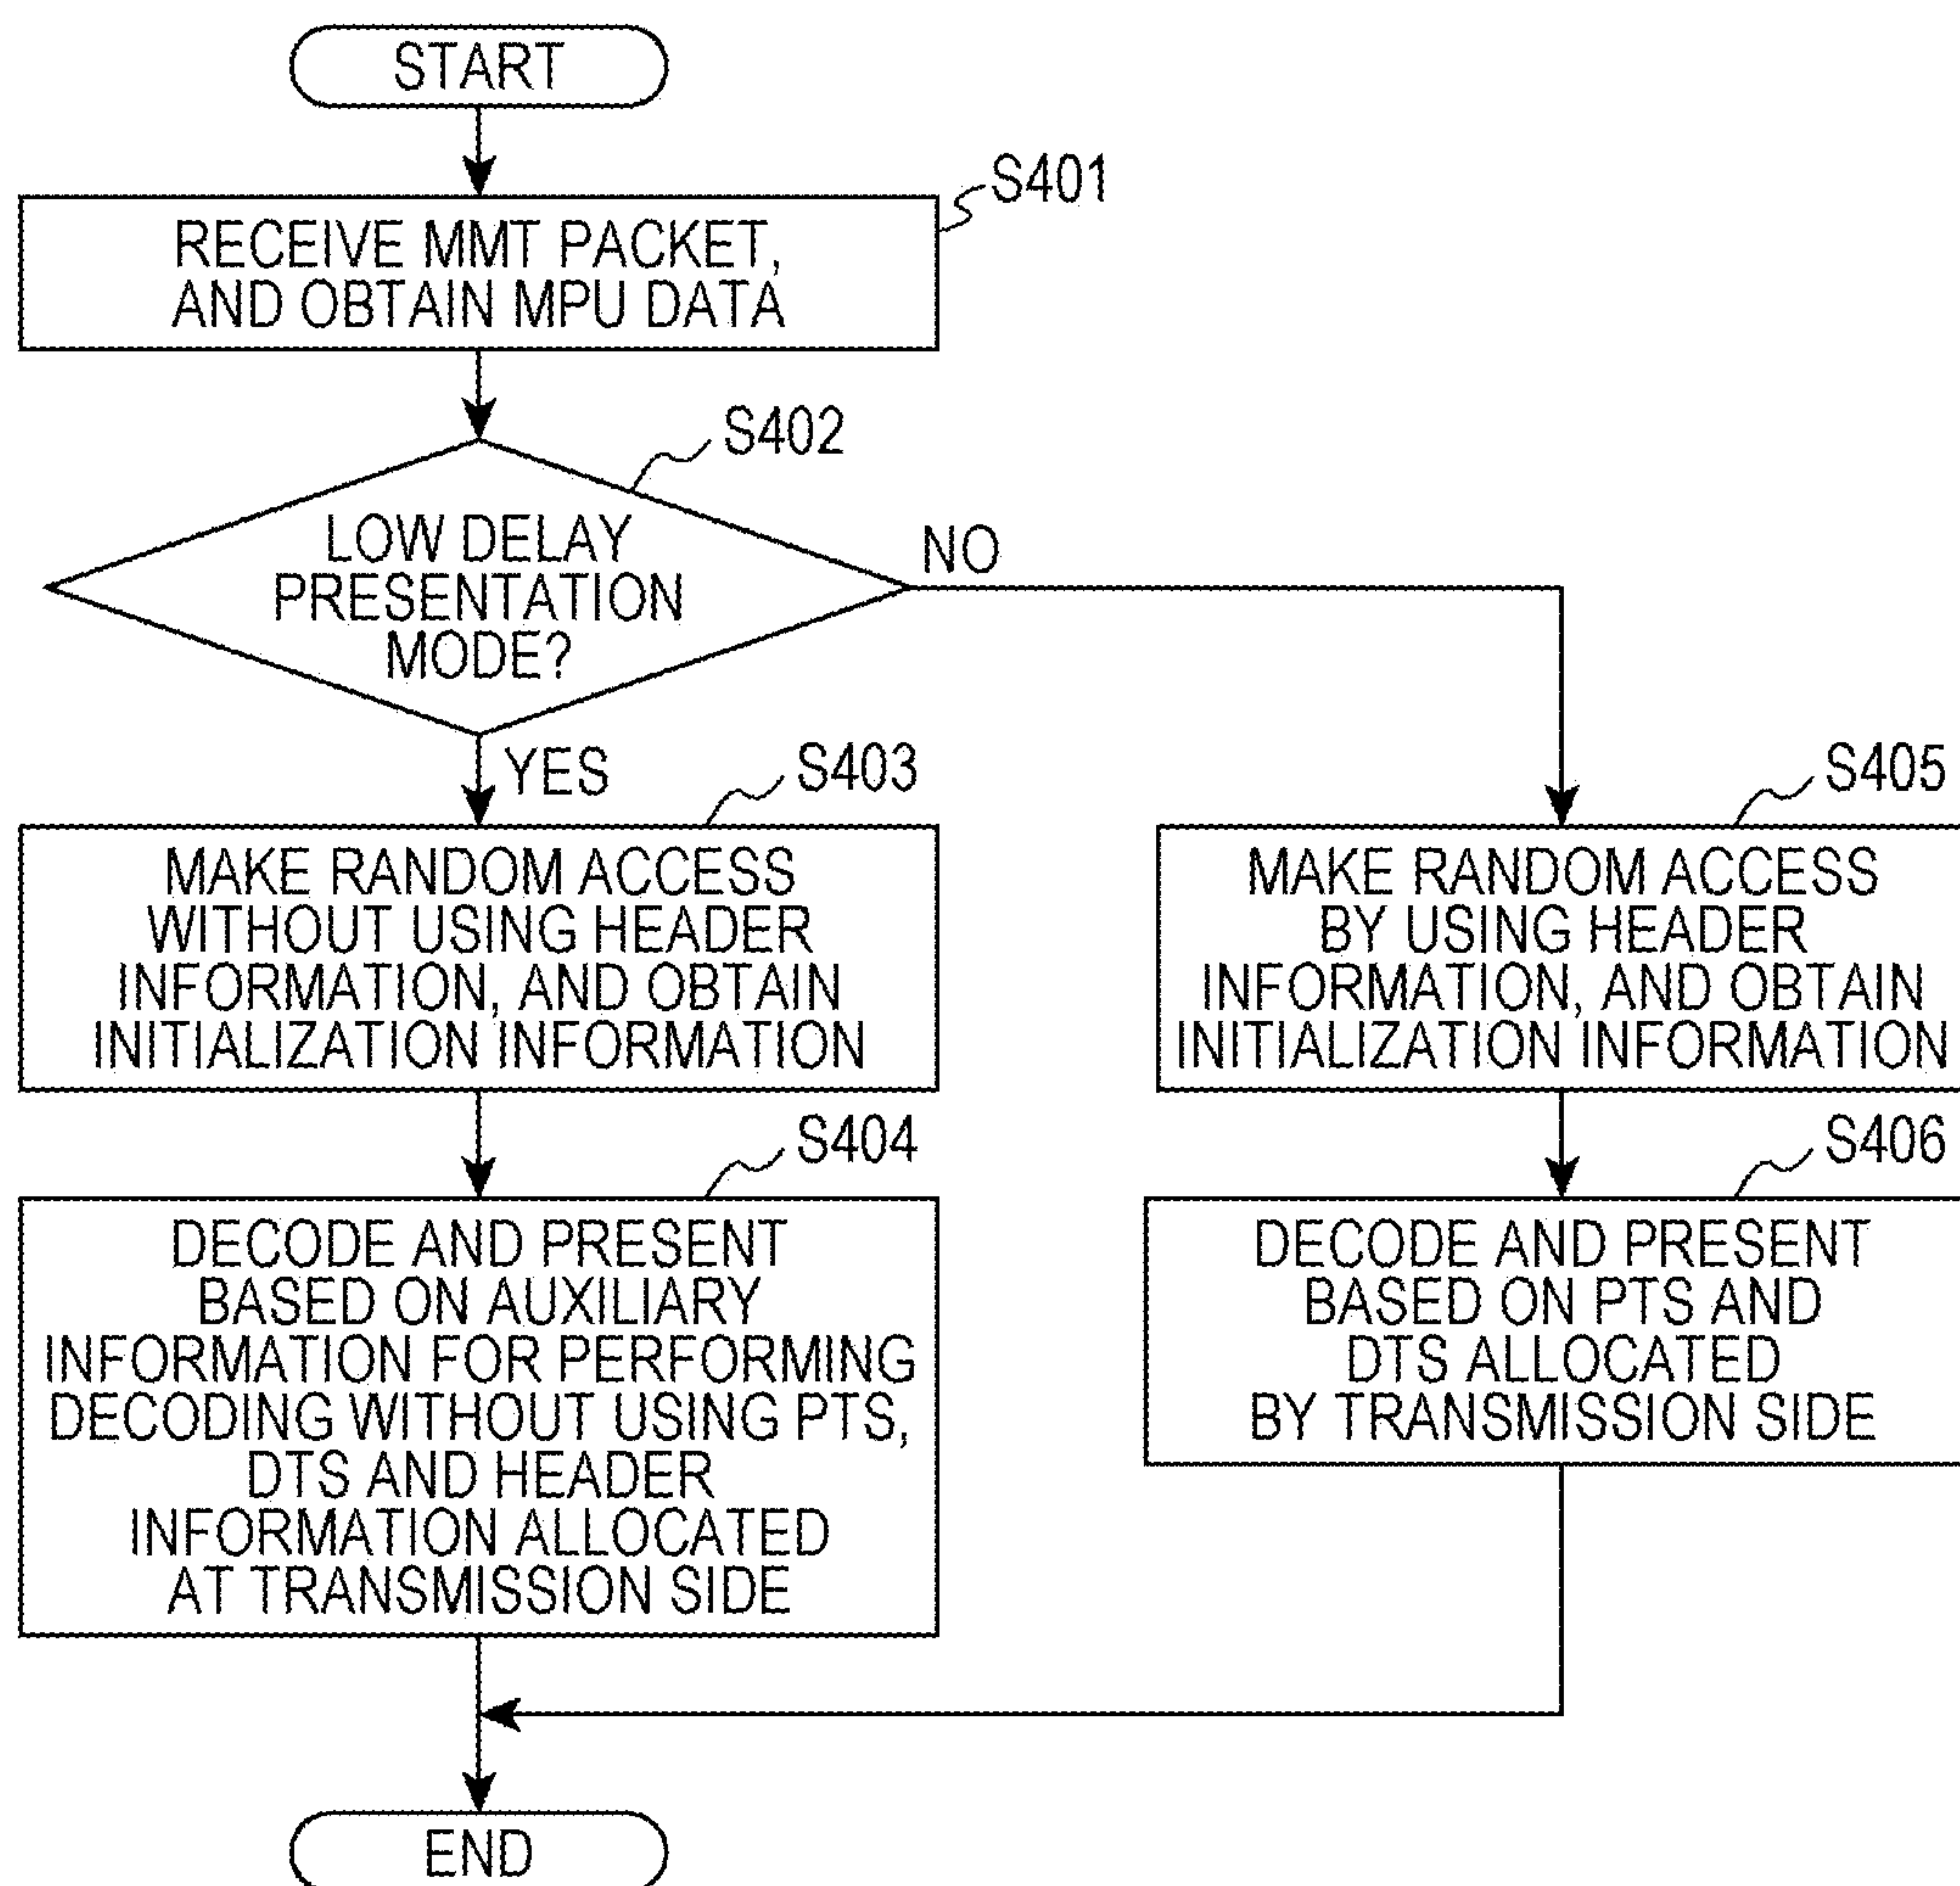 START
S401
RECEIVE MMT PACKET,
AND OBTAIN MPU DATA
S402
LOW DELAY
PRESENTATION
MODE?
NO
YES
S403
MAKE RANDOM ACCESS
WITHOUT USING HEADER
INFORMATION, AND OBTAIN
INITIALIZATION INFORMATION
S405
MAKE RANDOM ACCESS
BY USING HEADER
INFORMATION, AND OBTAIN
INITIALIZATION INFORMATION
S404
DECODE AND PRESENT
BASED ON AUXILIARY
INFORMATION FOR PERFORMING
DECODING WITHOUT USING PTS,
DTS AND HEADER
INFORMATION ALLOCATED
AT TRANSMISSION SIDE
S406
DECODE AND PRESENT
BASED ON PTS AND
DTS ALLOCATED
BY TRANSMISSION SIDE
END